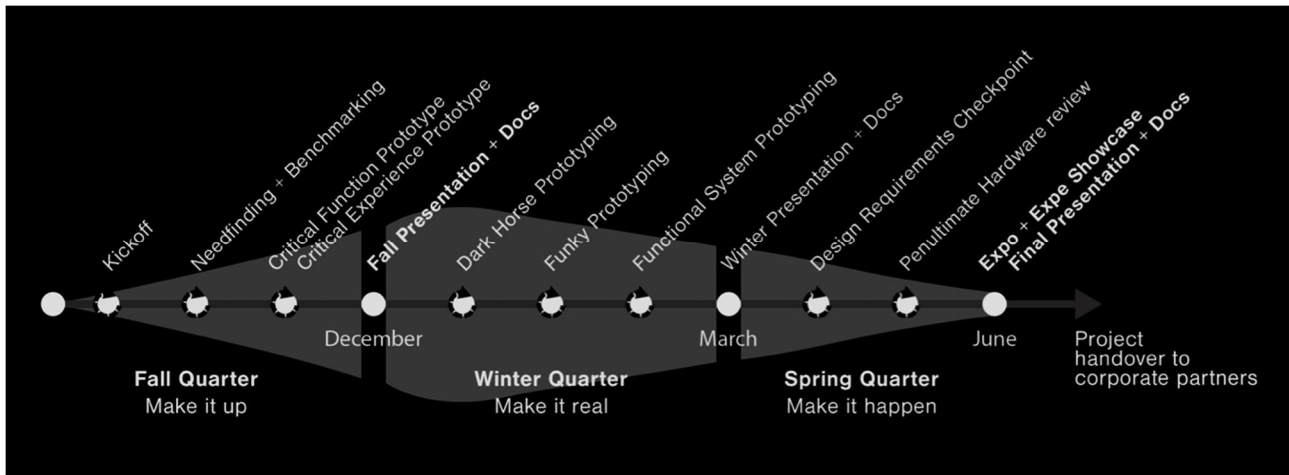 Kickoff
Needfinding + Benchmarking
Critical Function Prototype
Critical Experience Prototype
Fall Presentation + Docs
Dark Horse Prototyping
Funky Prototyping
Functional System Prototyping
Winter Presentation + Docs
Design Requirements Checkpoint
Penultimate Hardware review
Expo + Expe Showcase
Final Presentation + Docs
December
March
June
Project
handover to
corporate partners
Fall Quarter
Make it up
Winter Quarter
Make it real
Spring Quarter
Make it happen